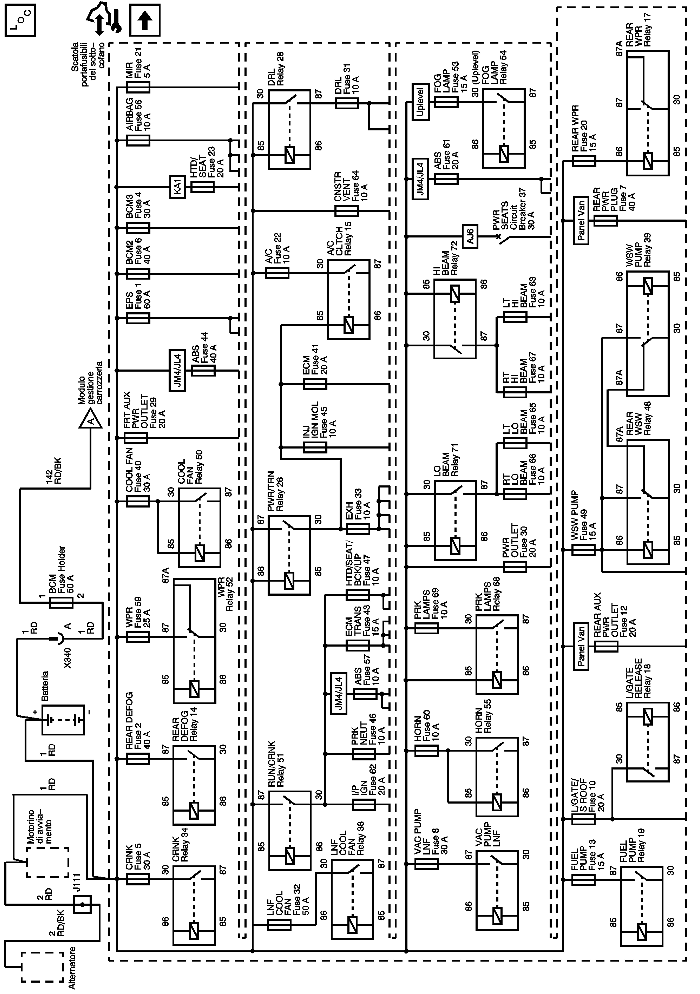 LOC
Scatola
portafusibili
del sotto-
cofano
MIR
Fuse 21
5 A
AIRBAG
Fuse 56
10 A
KA1
HTD/
SEAT
Fuse 23
20 A
BCM3
Fuse 4
30 A
BCM2
Fuse 6
40 A
EPS
Fuse 1
60 A
JM4/JL4
ABS
Fuse 44
40 A
FRT AUX
PWR
OUTLET
Fuse 29
20 A
COOL FAN
Fuse 40
30 A
COOL
FAN
Relay 50
30
87
85
86
WPR
Fuse 59
25 A
WPR
Relay 52
87A
87
30
86
85
REAR DEFOG
Fuse 2
40 A
REAR
DEFOG
Relay 14
87
30
86
85
CRNK
Fuse 5
30 A
CRNK
Relay 34
87
30
86
85
Modulo
gestione
carrozzeria
A
142
RD/BK
BCM
Fuse Holder
60 A
1
2
1
RD
A
1
RD
X340
Batteria
+
-
1
RD
1
RD
Motorino
di avvia-
mento
2
RD
J111
2
RD/BK
Alternatore
DRL
Relay 28
30
87
85
86
DRL
Fuse 31
10 A
CNSTR
VENT
Fuse 64
10 A
A/C
Fuse 22
10 A
A/C
CLTCH
Relay 15
30
87
85
86
ECM
Fuse 41
20 A
INJ
IGN MOL
Fuse 45
10 A
PWR/TRN
Relay 26
87
30
86
85
EXH
Fuse 33
10 A
HTD/SEAT/
BCK/UP
Fuse 47
10 A
ECM
TRANS
Fuse 43
15 A
JM4/JL4
ABS
Fuse 57
10 A
PRK
NEUT
Fuse 46
10 A
RUN/CRNK
Relay 51
87
30
86
85
I/P
IGN
Fuse 62
20 A
LNF
COOL
FAN
Fuse 32
50 A
LNF
COOL
FAN
Relay 38
30
87
86
85
Uplevel
FOG
LAMP
Fuse 53
15 A
30 (Uplevel)
FOG
LAMP
Relay 54
87
85
86
JM4/JL4
ABS
Fuse 61
20 A
AJ6
PWR
SEATS
Circuit
Breaker 37
30 A
HI
BEAM
Relay 72
85
86
30
87
LT
HI
BEAM
Fuse 63
10 A
RT
HI
BEAM
Fuse 67
10 A
LO
BEAM
Relay 71
30
87
85
86
LT
LO
BEAM
Fuse 65
10 A
RT
LO
BEAM
Fuse 66
10 A
PWR
OUTLET
Fuse 30
20 A
PRK
LAMPS
Fuse 69
10 A
PRK
LAMPS
Relay 68
30
87
85
86
HORN
Fuse 60
10 A
HORN
Relay 55
30
87
85
86
VAC PUMP
LNF
Fuse 8
30 A
VAC
PUMP
LNF
87
30
86
85
REAR
WPR
Relay 17
87A
87
30
86
85
REAR WPR
Fuse 20
15 A
Panel Van
REAR
PWR
PLUG
Fuse 7
40 A
WSW
PUMP
Relay 39
86
85
87
30
87A
REAR
WSW
Relay 48
87A
87
30
86
85
WSW PUMP
Fuse 49
15 A
Panel Van
REAR AUX
PWR
OUTLET
Fuse 12
20 A
L/GATE
RELEASE
Relay 18
85
86
30
87
L/GATE/
S ROOF
Fuse 10
20 A
FUEL
PUMP
Fuse 13
15 A
FUEL
PUMP
Relay 19
87
30
86
85